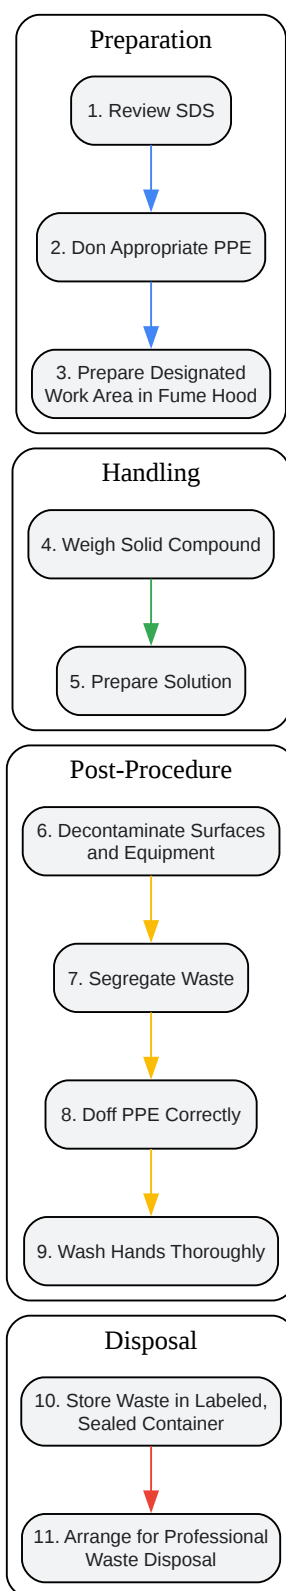 Preparation
1. Review SDS
2. Don Appropriate PPE
3. Prepare Designated
Work Area in Fume Hood
Handling
4. Weigh Solid Compound
5. Prepare Solution
Post-Procedure
6. Decontaminate Surfaces
and Equipment
7. Segregate Waste
8. Doff PPE Correctly
9. Wash Hands Thoroughly
Disposal
10. Store Waste in Labeled,
Sealed Container
11. Arrange for Professional
Waste Disposal